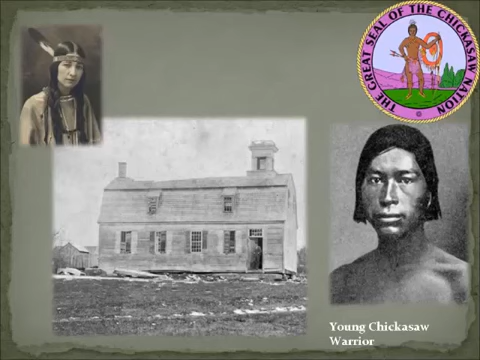 THE GREAT SEAL OF THE CHICKASAW NATION
Young Chickasaw
Warrior